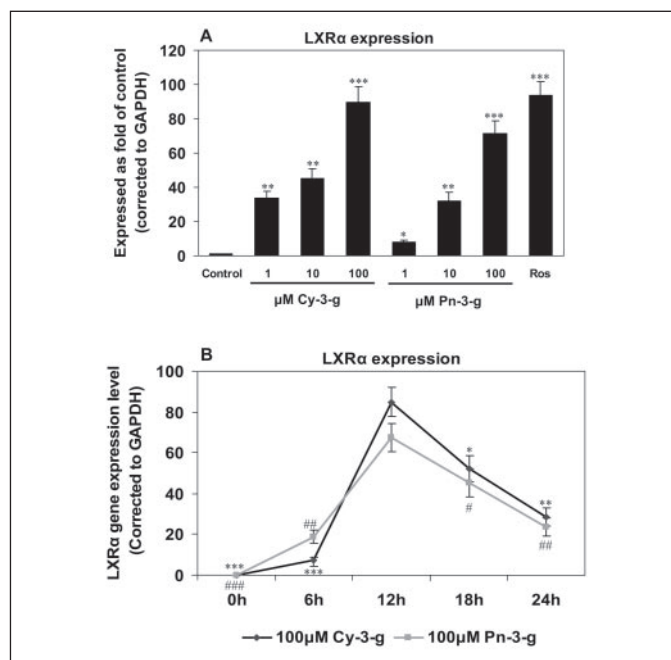 A
LXRα expression
Expressed as fold of control
(corrected to GAPDH)
120
100
80
60
40
20
0
**
**
***
*
**
***
***
Control
1
10
100
1
10
100
Ros
μM Cy-3-g
μM Pn-3-g
B
LXRα expression
LXRα gene expression level
(Corrected to GAPDH)
100
80
60
40
20
0
***
###
##
***
*
#
**
##
0h
6h
12h
18h
24h
100μM Cy-3-g
100μM Pn-3-g